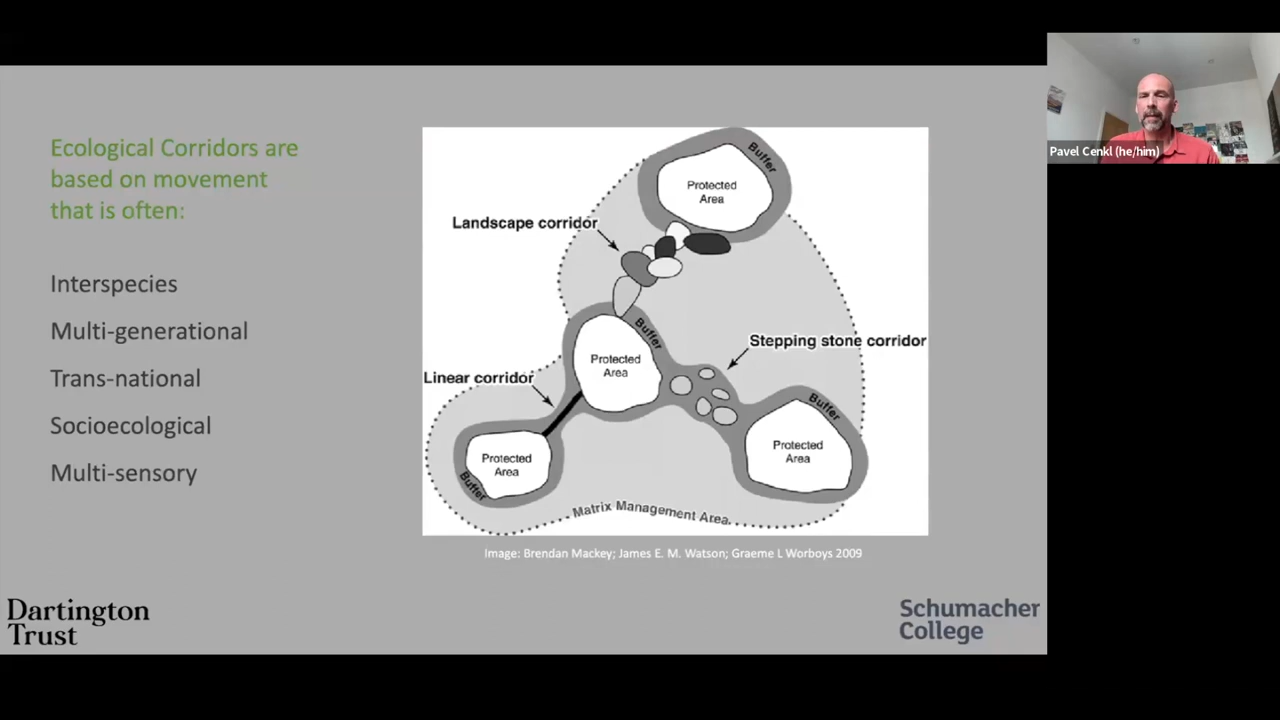 Ecological Corridors are
based on movement
that is often:
Interspecies
Multi-generational
Trans-national
Socioecological
Multi-sensory
Buffer
Protected
Area
Landscape corridor
Buffer
Protected
Area
Stepping stone corridor
Linear corridor
Buffer
Protected
Area
Protected
Area
Buffer
Matrix Management Area
Image: Brendan Mackey; James E. M. Watson; Graeme L Worboys 2009
Dartington
Trust
Schumacher
College
Pavel Cenkl (he/him)